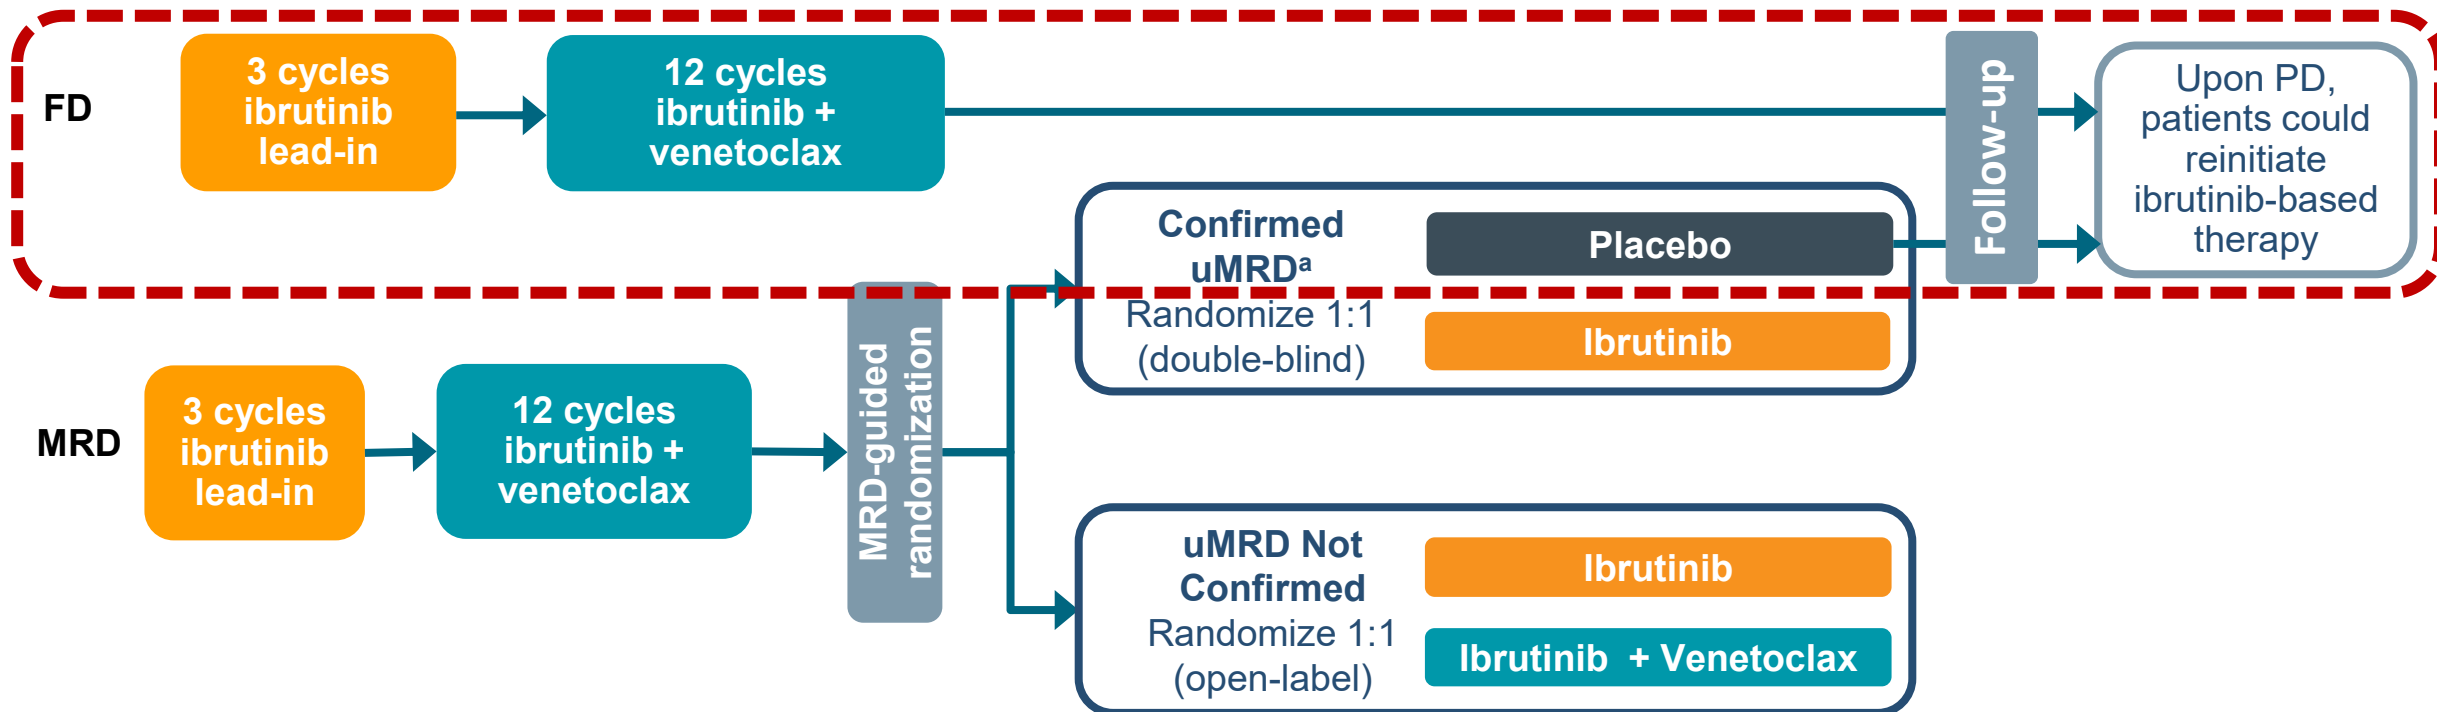 FD
3 cycles
ibrutinib
lead-in
12 cycles
ibrutinib +
venetoclax
Follow-up
Upon PD,
patients could
reinitiate
ibrutinib-based
therapy
Confirmed
uMRDᵃ
Randomize 1:1
(double-blind)
Placebo
Ibrutinib
MRD
3 cycles
ibrutinib
lead-in
12 cycles
ibrutinib +
venetoclax
MRD-guided
randomization
uMRD Not
Confirmed
Randomize 1:1
(open-label)
Ibrutinib
Ibrutinib + Venetoclax